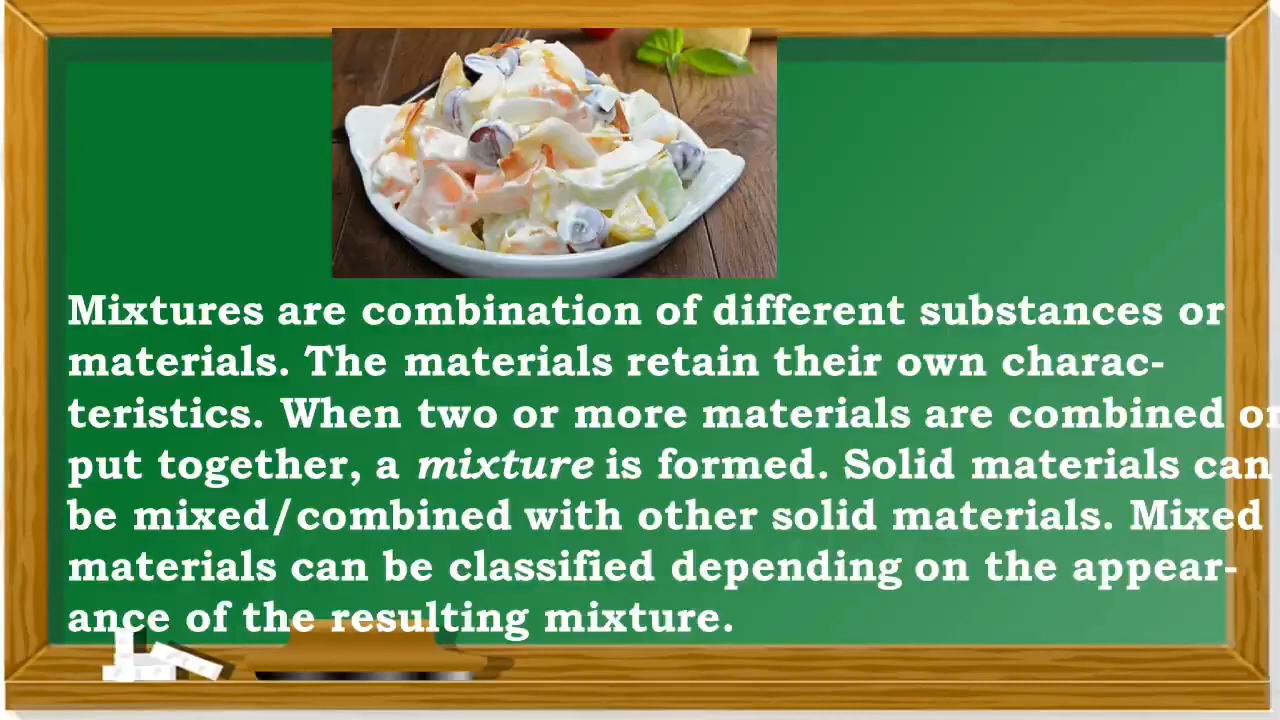 Mixtures are combination of different substances or
materials. The materials retain their own charac-
teristics. When two or more materials are combined or
put together, a mixture is formed. Solid materials can
be mixed/combined with other solid materials. Mixed
materials can be classified depending on the appear-
ance of the resulting mixture.